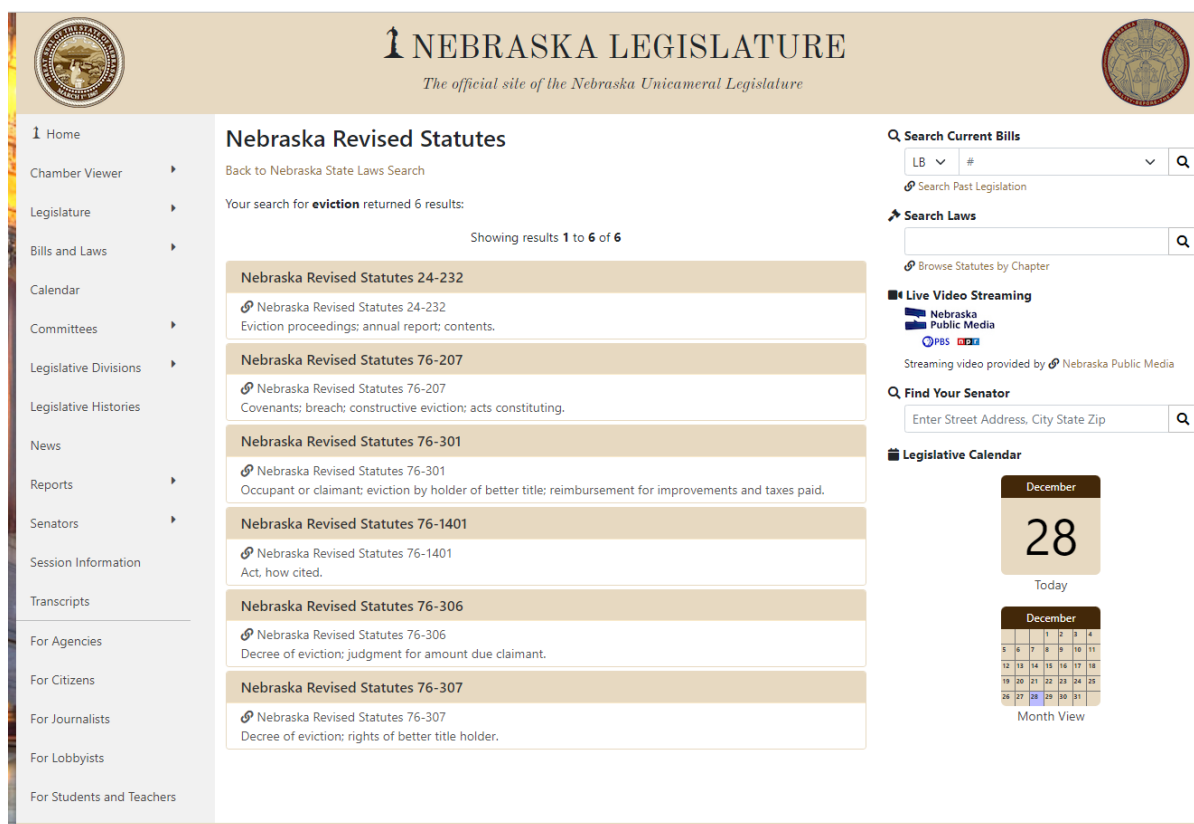 NEBRASKA LEGISLATURE
The official site of the Nebraska Unicameral Legislature
Home
Chamber Viewer
Legislature
Bills and Laws
Calendar
Committees
Legislative Divisions
Legislative Histories
News
Reports
Senators
Session Information
Transcripts
For Agencies
For Citizens
For Journalists
For Lobbyists
For Students and Teachers
Nebraska Revised Statutes
Back to Nebraska State Laws Search
Your search for eviction returned 6 results:
Showing results 1 to 6 of 6
Nebraska Revised Statutes 24-232
Nebraska Revised Statutes 24-232
Eviction proceedings; annual report; contents.
Nebraska Revised Statutes 76-207
Nebraska Revised Statutes 76-207
Covenants; breach; constructive eviction; acts constituting.
Nebraska Revised Statutes 76-301
Nebraska Revised Statutes 76-301
Occupant or claimant; eviction by holder of better title; reimbursement for improvements and taxes paid.
Nebraska Revised Statutes 76-1401
Nebraska Revised Statutes 76-1401
Act, how cited.
Nebraska Revised Statutes 76-306
Nebraska Revised Statutes 76-306
Decree of eviction; judgment for amount due claimant.
Nebraska Revised Statutes 76-307
Nebraska Revised Statutes 76-307
Decree of eviction; rights of better title holder.
Search Current Bills
LB #
Search Past Legislation
Search Laws
Browse Statutes by Chapter
Live Video Streaming
Nebraska
Public Media
PBS npr
Streaming video provided by Nebraska Public Media
Find Your Senator
Enter Street Address, City State Zip
Legislative Calendar
December
28
Today
December
1 2 3 4
5 6 7 8 9 10 11
12 13 14 15 16 17 18
19 20 21 22 23 24 25
26 27 28 29 30 31
Month View